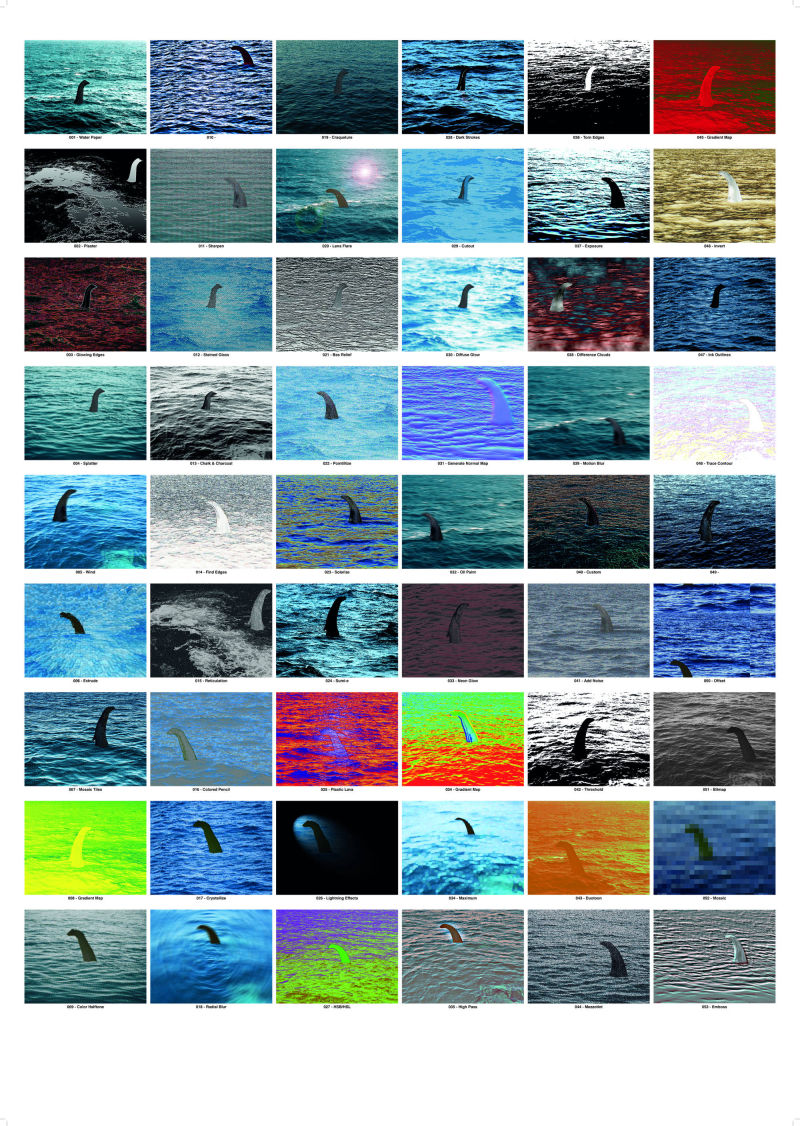 001 - Water Paper
010 -
019 - Craquelure
028 - Dark Strokes
036 - Torn Edges
045 - Gradient Map
002 - Plaster
011 - Sharpen
020 - Lens Flare
029 - Cutout
037 - Exposure
046 - Invert
003 - Glowing Edges
012 - Stained Glass
021 - Bas Relief
030 - Diffuse Glow
038 - Difference Clouds
047 - Ink Outlines
004 - Splatter
013 - Chalk & Charcoal
022 - Pointillize
031 - Generate Normal Map
039 - Motion Blur
048 - Trace Contour
005 - Wind
014 - Find Edges
023 - Solarise
032 - Oil Paint
040 - Custom
049 -
006 - Extrude
015 - Reticulation
024 - Sumi-e
033 - Neon Glow
041 - Add Noise
050 - Offset
007 - Mosaic Tiles
016 - Colored Pencil
025 - Plastic
034 - Gradient Map
042 - Threshold
051 - Bitmap
008 - Gradient Map
017 - Crystallize
026 - Lightning Effects
034 - Maximum
043 - Duotoon
052 - Mosaic
009 - Color Halftone
018 - Radial Blur
027 - HSB/HSL
035 - High Pass
044 - Mezzotint
053 - Emboss